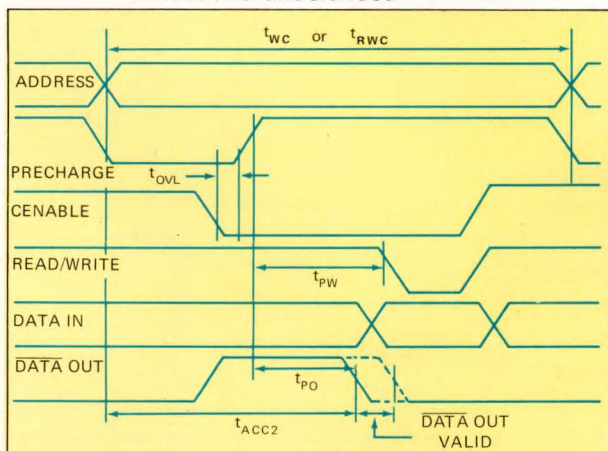 t_WC or t_RWC
ADDRESS
PRECHARGE
t_OVL
CENABLE
READ/WRITE
t_PW
DATA IN
DATA OUT
t_PO
t_ACC2
DATA OUT
VALID